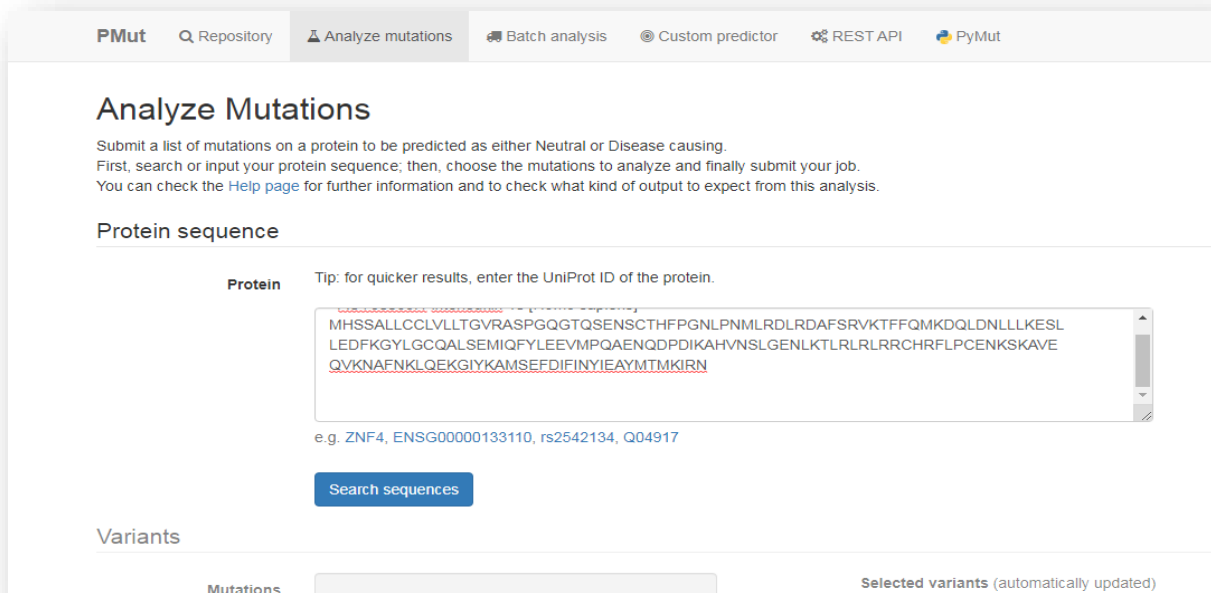 PMut Repository Analyze mutations Batch analysis Custom predictor REST API PyMut
Analyze Mutations
Submit a list of mutations on a protein to be predicted as either Neutral or Disease causing.
First, search or input your protein sequence; then, choose the mutations to analyze and finally submit your job.
You can check the Help page for further information and to check what kind of output to expect from this analysis.
Protein sequence
Protein Tip: for quicker results, enter the UniProt ID of the protein.
MHSSALLCCLVLLTGVRASPGQGTQSENSCTHFPGNLPNMLRDLRDAFSRVKTFFQMKDQLDNLLLKESL
LEDFKGYLGCQALSEMIQFYLEEVMPQAENQDPDIKAHVNSLGENLKTLRLRLRRCHRFLPCENKSKAVE
QVKNAFNKLQEKGIYKAMSEFDIFINYIEAYMTMKIRN
e.g. ZNF4, ENSG00000133110, rs2542134, Q04917
Search sequences
Variants
Mutations Selected variants (automatically updated)